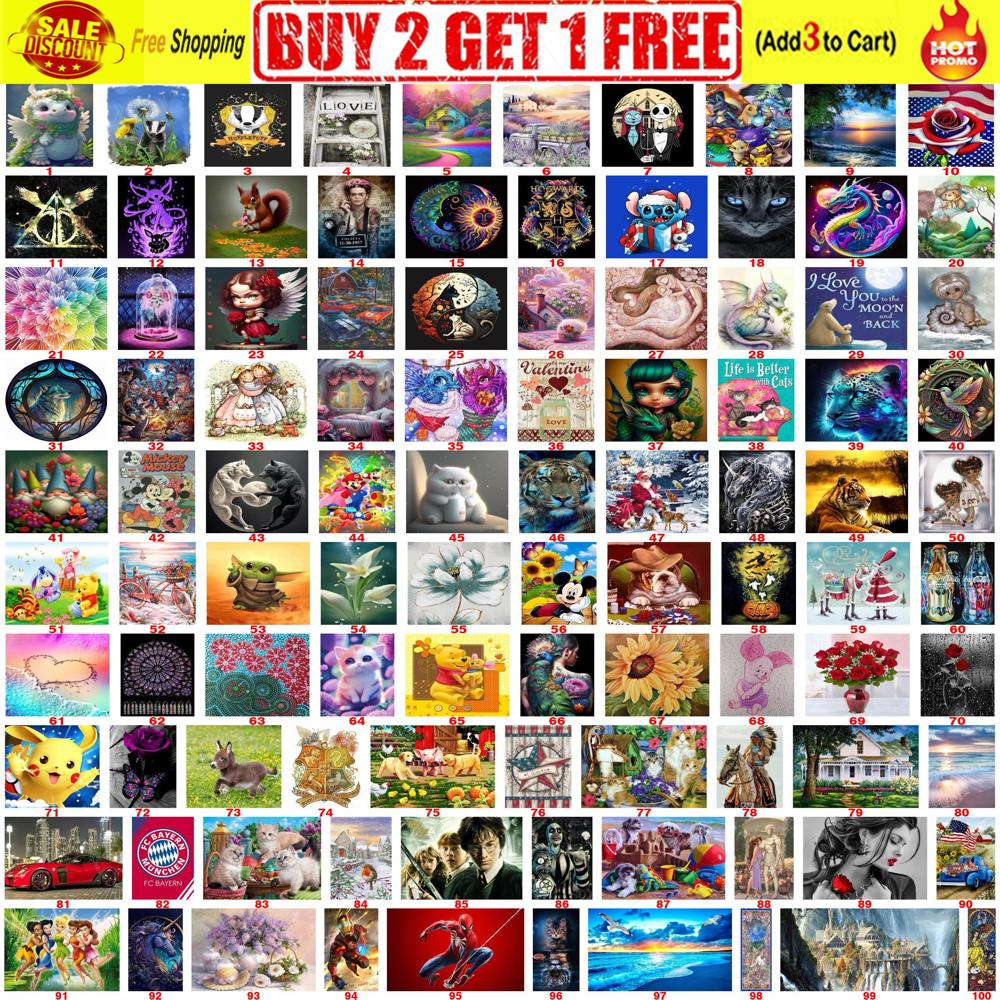 SALE
DISCOUNT
Free Shopping
BUY 2 GET 1 FREE
(Add 3 to Cart)
HOT
PROMO
HUFFLEPUFF
LOVE
1 2 3 4 5 6 7 8 9 10
HOGWARTS
11 12 13 14 15 16 17 18 19 20
I Love
You to the
MOON
and
BACK
21 22 23 24 25 26 27 28 29 30
Valentine
LOVE
Life is Better
with Cats
31 32 33 34 35 36 37 38 39 40
Mickey
Mouse
41 42 43 44 45 46 47 48 49 50
51 52 53 54 55 56 57 58 59 60
61 62 63 64 65 66 67 68 69 70
71 72 73 74 75 76 77 78 79 80
FC BAYERN
MÜNCHEN
FC BAYERN
81 82 83 84 85 86 87 88 89 90
91 92 93 94 95 96 97 98 99 100